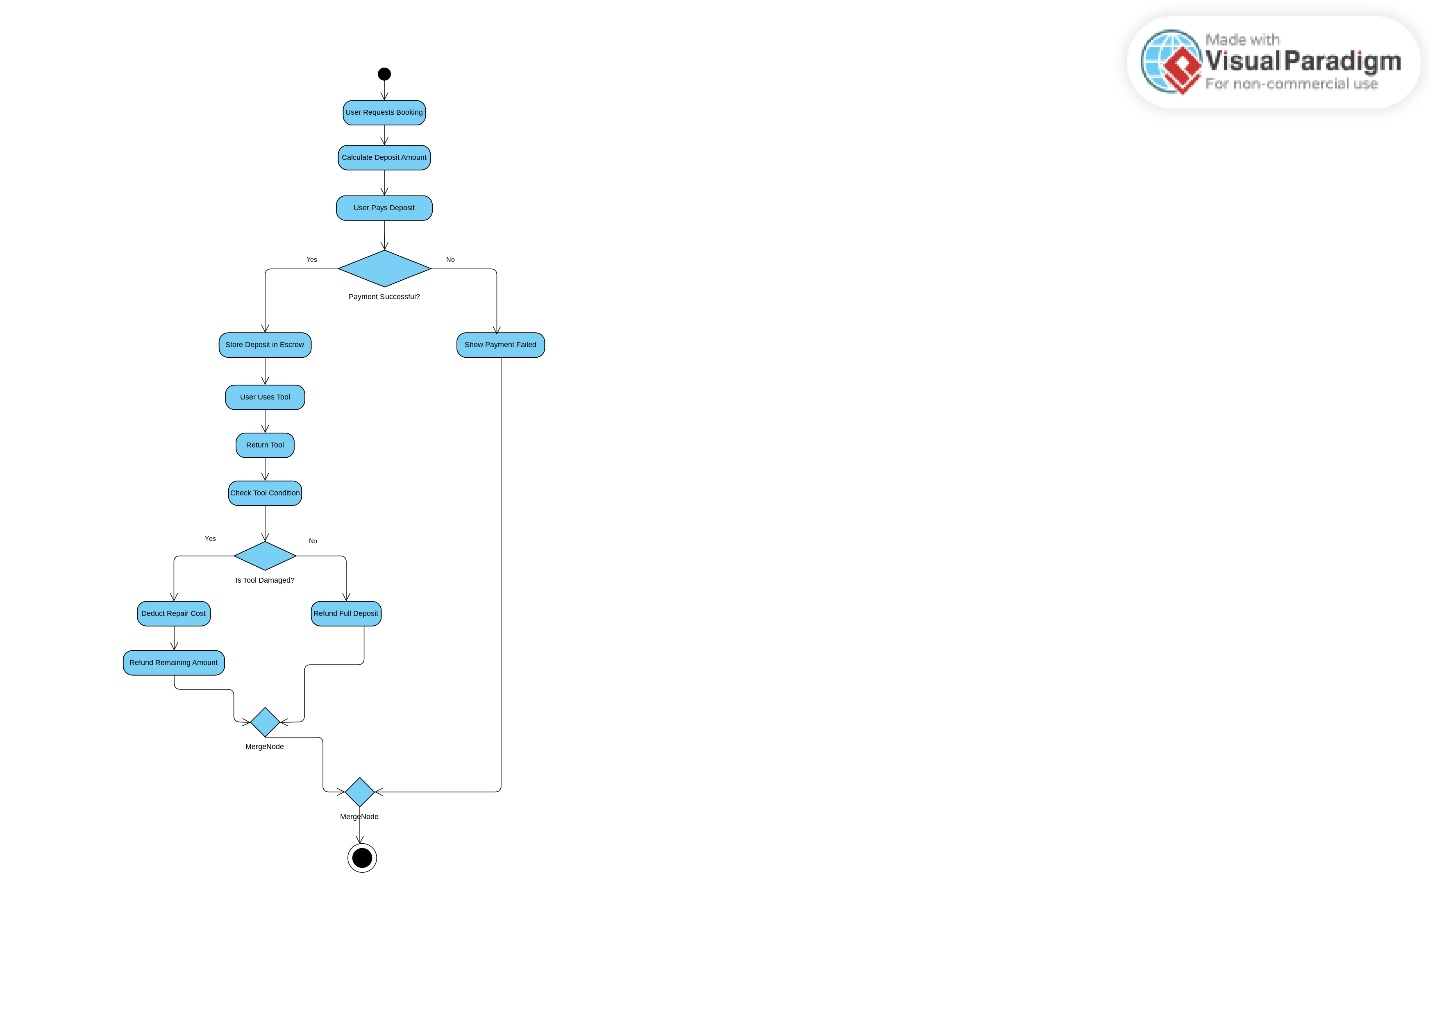 Made with
Visual Paradigm
For non-commercial use
User Requests Booking
Calculate Deposit Amount
User Pays Deposit
Yes
No
Payment Successful?
Store Deposit in Escrow
Show Payment Failed
User Uses Tool
Return Tool
Check Tool Condition
Yes
No
Is Tool Damaged?
Deduct Repair Cost
Refund Full Deposit
Refund Remaining Amount
MergeNode
MergeNode